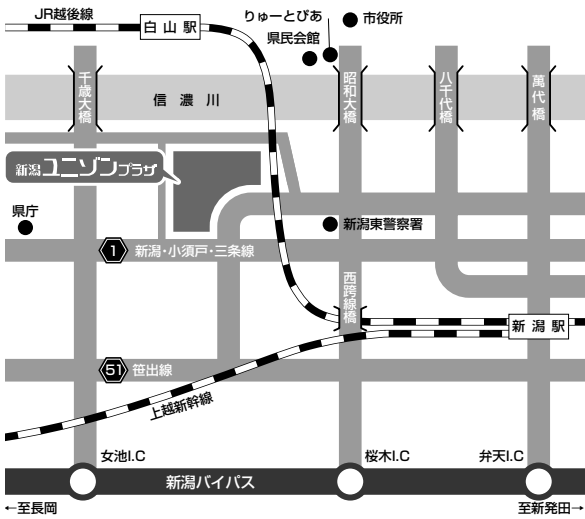 JR越後線
白山駅
りゅーとぴあ
県民会館
市役所
千歳大橋
信濃川
昭和大橋
八千代橋
萬代橋
新潟ユニゾンプラザ
県庁
新潟東警察署
1
新潟・小須戸・三条線
西跨線橋
新潟駅
51
笹出線
上越新幹線
女池I.C
桜木I.C
弁天I.C
新潟バイパス
←至長岡
至新発田→